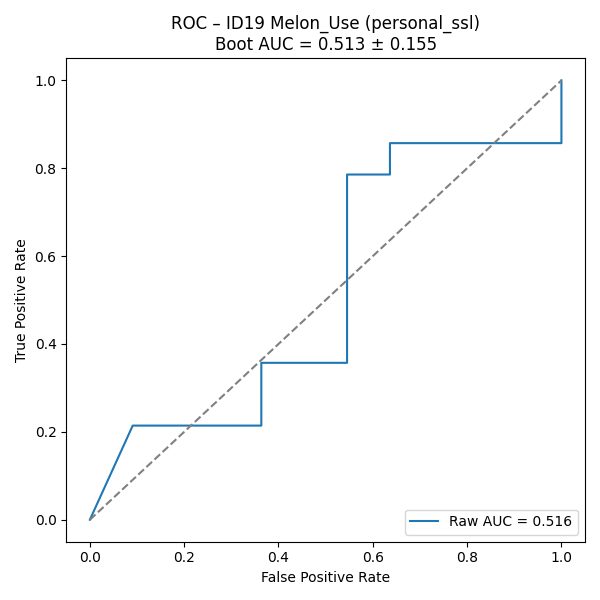 ROC – ID19 Melon_Use (personal_ssl)
Boot AUC = 0.513 ± 0.155
True Positive Rate
1.0
0.8
0.6
0.4
0.2
0.0
Raw AUC = 0.516
0.0 0.2 0.4 0.6 0.8 1.0
False Positive Rate